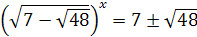 (√(7 − √48))^x = 7 ± √48